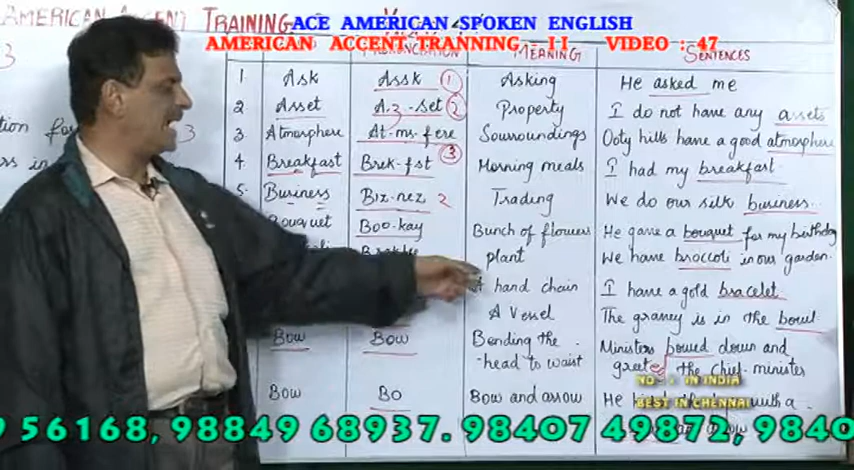 AMERICAN ACCENT TRAINING
ACE AMERICAN SPOKEN ENGLISH
AMERICAN ACCENT TRANNING - I I VIDEO : 47
MEANING SENTENCES
1 Ask Assk 1 Asking He asked me
2 Asset A3-set 2 Property I do not have any assets
3 Atmosphere At-ms-fere Sourroundings Ooty hills have a good atmosphere
4. Breakfast Brek-fst 3 Morning meals I had my breakfast
5. Business Biz-nez 2 Trading We do our silk business.
Bouquet Boo-kay Bunch of flowers He gave a bouquet for my birthday
plant We have broccoli in our garden.
A hand chain I have a gold bracelet
A Vessel The graney is in the bowl
Bow Bow Bending the Ministers bowed down and
head to waist greeted the chief minister
Bow Bo Bow and arrow He with a
NO IN INDIA
BEST IN CHENNAI
9 56168, 98849 68937. 98407 49872, 9840